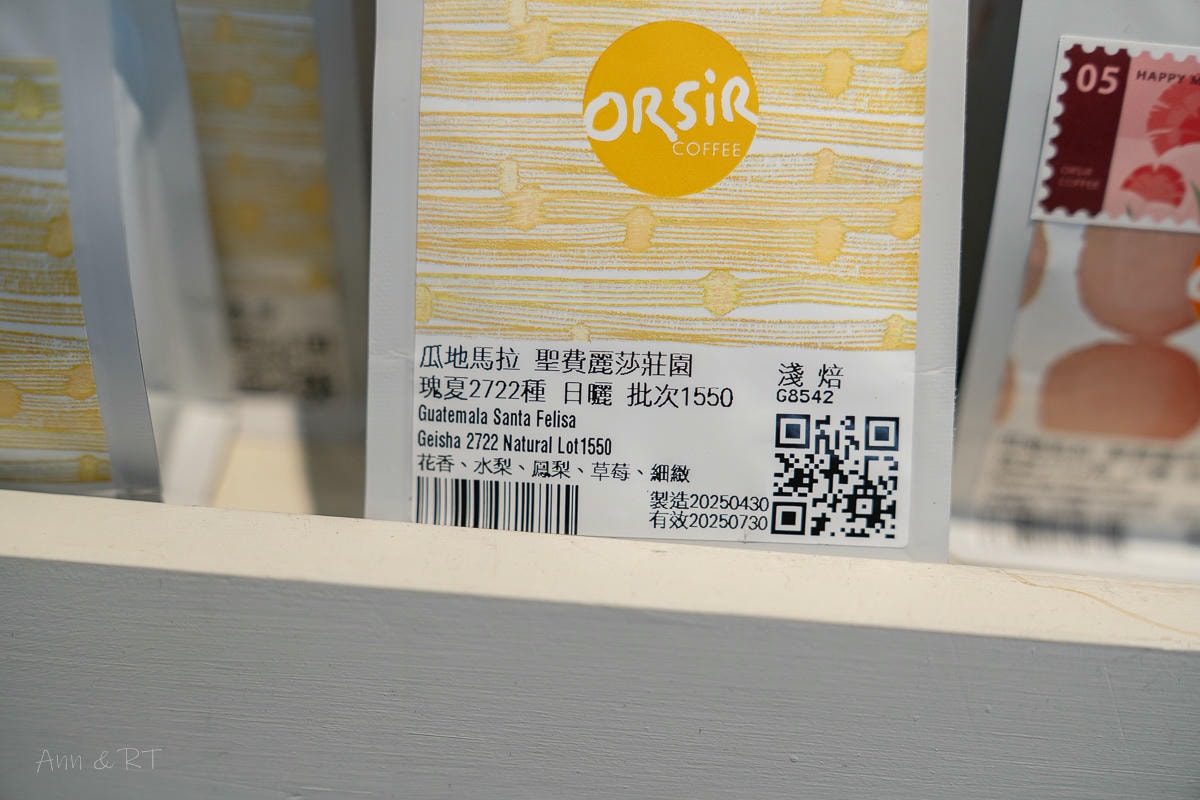 ORSiR
COFFEE
瓜地馬拉 聖費麗莎莊園
瑰夏2722種 日曬 批次1550
Guatemala Santa Felisa
Geisha 2722 Natural Lot1550
花香、水梨、鳳梨、草莓、細緻
淺 焙
G8542
製造20250430
有效20250730
05
HAPPY M
ORSiR
COFFEE
Ann & RT